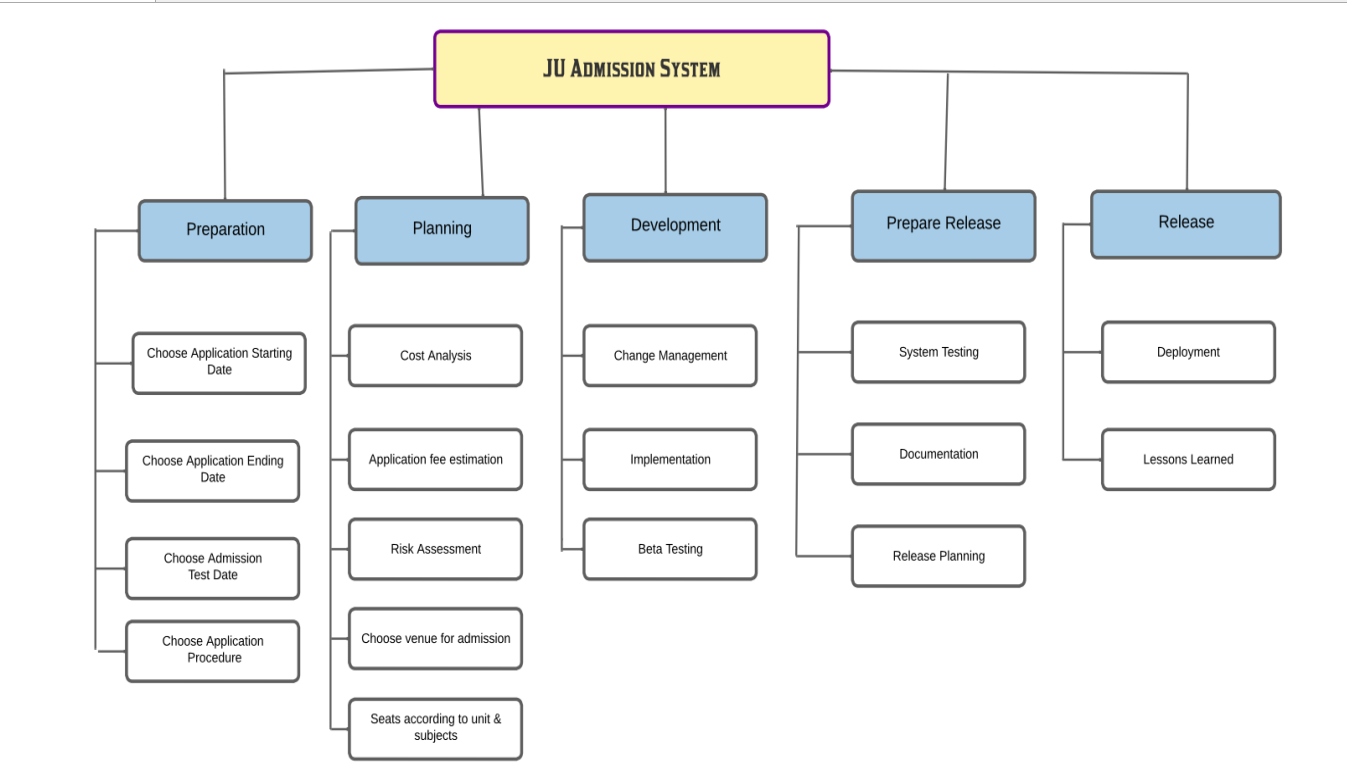 JU Admission System
Preparation
Planning
Development
Prepare Release
Release
Choose Application Starting
Date
Choose Application Ending
Date
Choose Admission
Test Date
Choose Application
Procedure
Cost Analysis
Application fee estimation
Risk Assessment
Choose venue for admission
Seats according to unit &
subjects
Change Management
Implementation
Beta Testing
System Testing
Documentation
Release Planning
Deployment
Lessons Learned